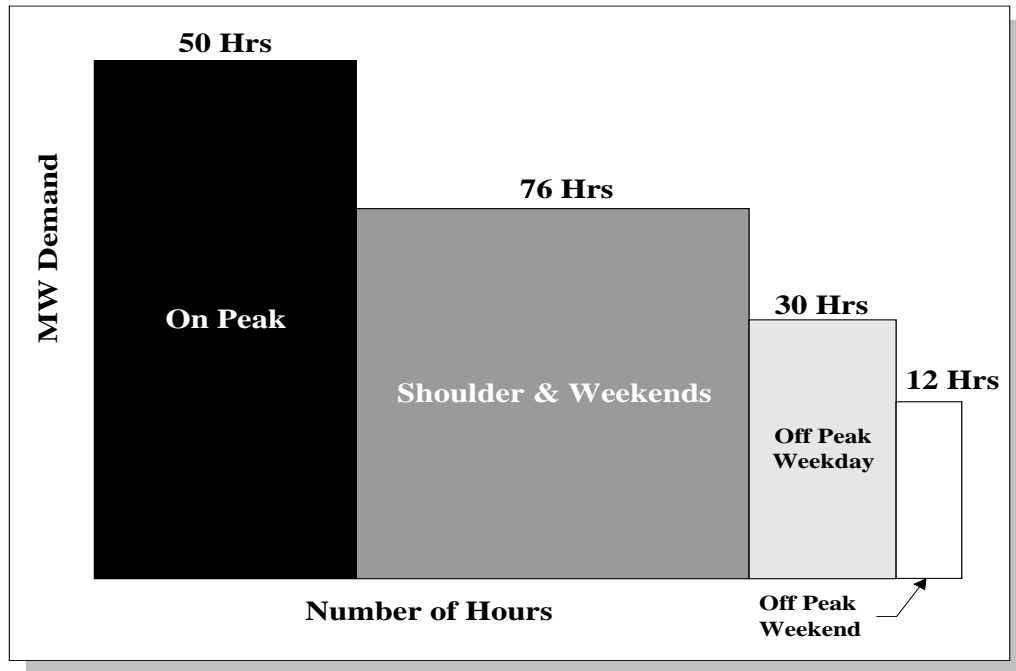 50 Hrs
76 Hrs
MW Demand
On Peak
30 Hrs
Shoulder & Weekends
12 Hrs
Off Peak
Weekday
Number of Hours
Off Peak
Weekend